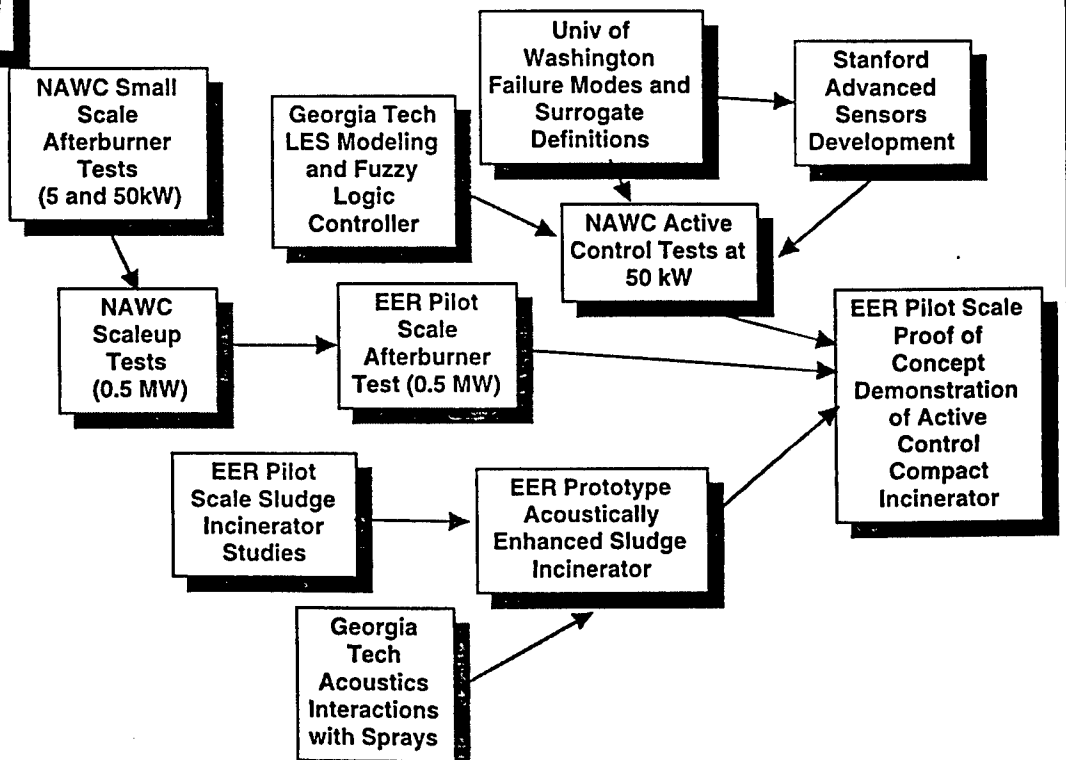 NAWC Small
Scale
Afterburner
Tests
(5 and 50kW)
Georgia Tech
LES Modeling
and Fuzzy
Logic
Controller
Univ of
Washington
Failure Modes and
Surrogate
Definitions
Stanford
Advanced
Sensors
Development
NAWC Active
Control Tests at
50 kW
NAWC
Scaleup
Tests
(0.5 MW)
EER Pilot
Scale
Afterburner
Test (0.5 MW)
EER Pilot Scale
Proof of
Concept
Demonstration
of Active
Control
Compact
Incinerator
EER Pilot
Scale Sludge
Incinerator
Studies
EER Prototype
Acoustically
Enhanced Sludge
Incinerator
Georgia
Tech
Acoustics
Interactions
with Sprays